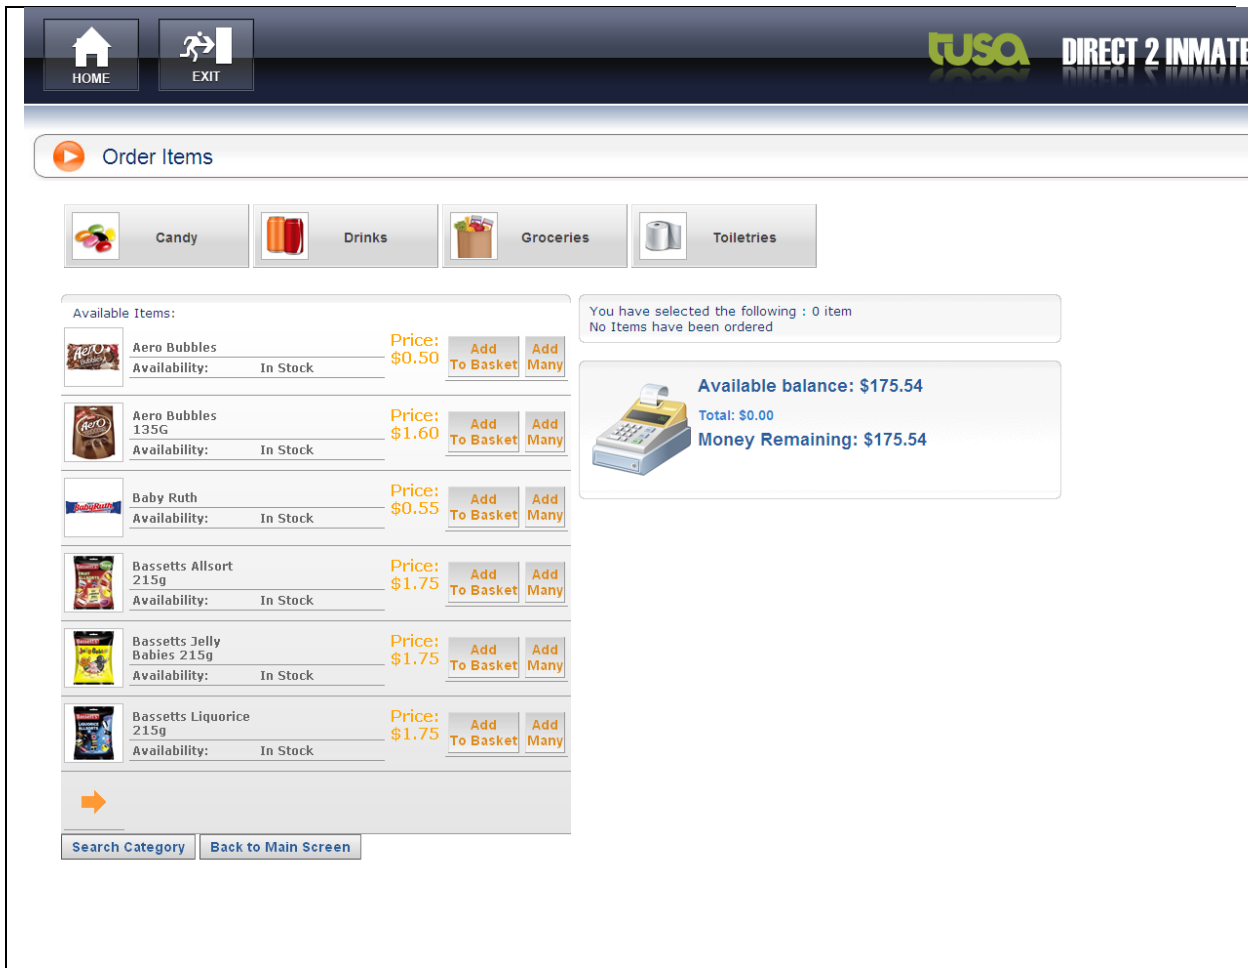 HOME
EXIT
tusa
DIRECT 2 INMATE
Order Items
Candy
Drinks
Groceries
Toiletries
Available Items:
Aero Bubbles
Availability: In Stock
Price:
$0.50
Add
To Basket
Add
Many
Aero Bubbles
135G
Availability: In Stock
Price:
$1.60
Add
To Basket
Add
Many
Baby Ruth
Availability: In Stock
Price:
$0.55
Add
To Basket
Add
Many
Bassetts Allsort
215g
Availability: In Stock
Price:
$1.75
Add
To Basket
Add
Many
Bassetts Jelly
Babies 215g
Availability: In Stock
Price:
$1.75
Add
To Basket
Add
Many
Bassetts Liquorice
215g
Availability: In Stock
Price:
$1.75
Add
To Basket
Add
Many
Search Category
Back to Main Screen
You have selected the following : 0 item
No Items have been ordered
Available balance: $175.54
Total: $0.00
Money Remaining: $175.54